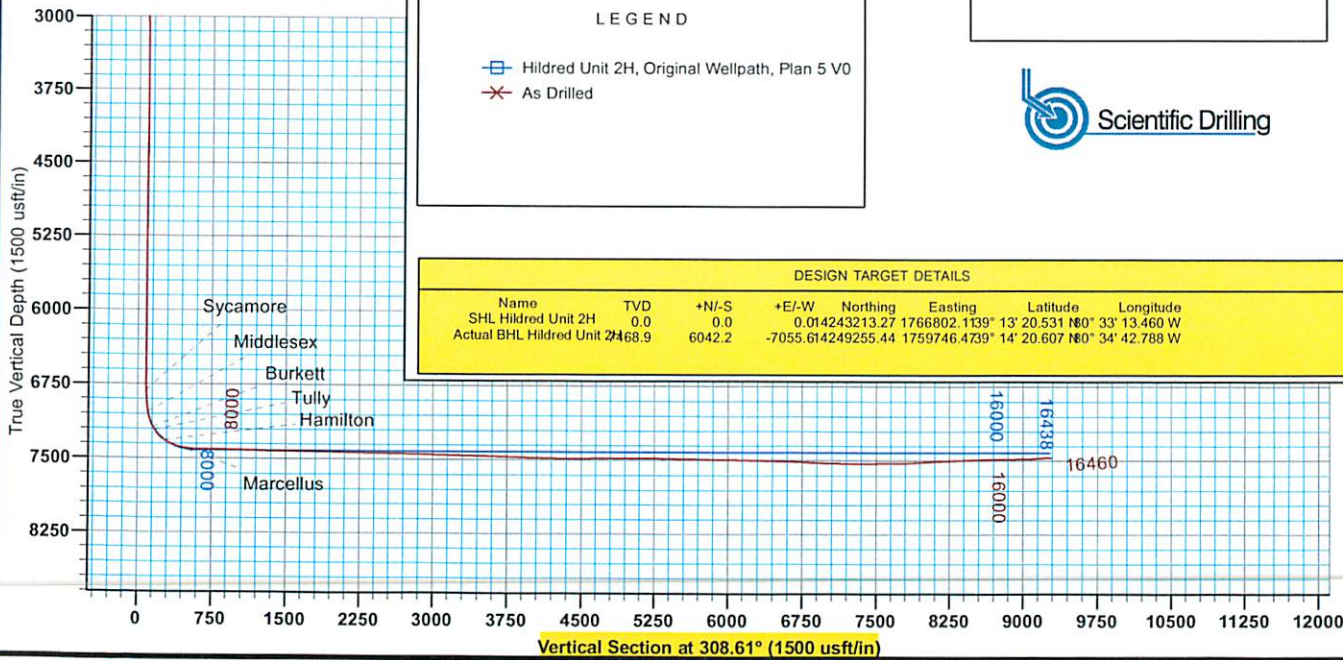 LEGEND
Hildred Unit 2H, Original Wellpath, Plan 5 V0
As Drilled
Scientific Drilling
True Vertical Depth (1500 usft/in)
3000
3750
4500
5250
6000
6750
7500
8250
DESIGN TARGET DETAILS
Name TVD +N/-S +E/-W Northing Easting Latitude Longitude
SHL Hildred Unit 2H 0.0 0.0 0.0 14243213.27 1766802.11 39° 13' 20.531 N 80° 33' 13.460 W
Actual BHL Hildred Unit 2H 7468.9 6042.2 -7055.6 14249255.44 1759746.47 39° 14' 20.607 N 80° 34' 42.788 W
Sycamore
Middlesex
Burkett
Tully
Hamilton
Marcellus
8000
8000
16000
16438
16460
16000
0 750 1500 2250 3000 3750 4500 5250 6000 6750 7500 8250 9000 9750 10500 11250 12000
Vertical Section at 308.61° (1500 usft/in)